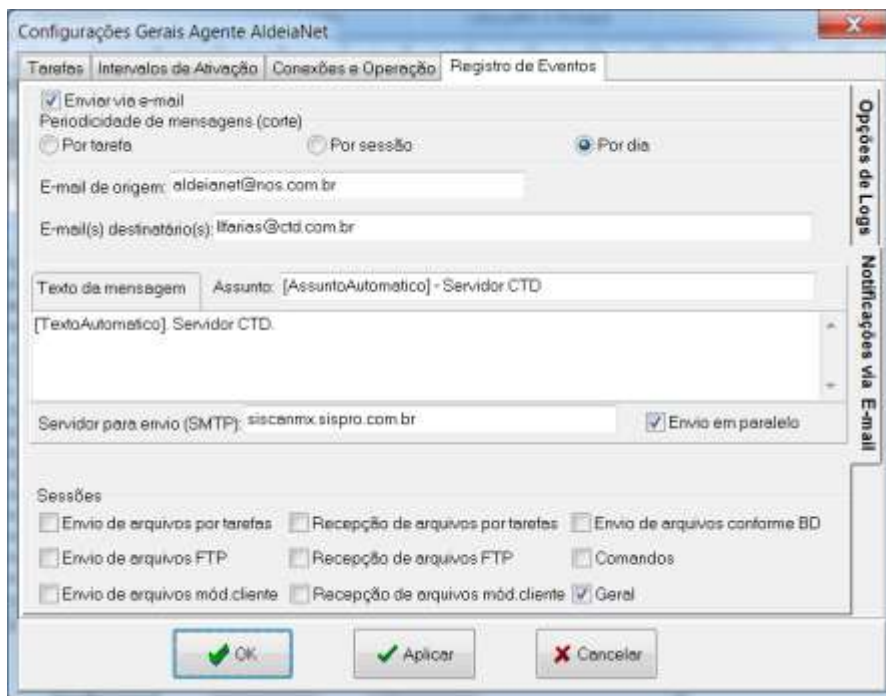 Configurações Gerais Agente AldeiaNet
Tarefas Intervalos de Ativação Conexões e Operação Registro de Eventos
Enviar via e-mail
Periodicidade de mensagens (corte)
Por tarefa Por sessão Por dia
E-mail de origem: aldeianet@nos.com.br
E-mail(s) destinatário(s): llfarias@ctd.com.br
Texto da mensagem Assunto: [AssuntoAutomatico] - Servidor CTD
[TextoAutomatico]. Servidor CTD.
Servidor para envio (SMTP): siscanmx.sispro.com.br Envio em paralelo
Sessões
Envio de arquivos por tarefas Recepção de arquivos por tarefas Envio de arquivos conforme BD
Envio de arquivos FTP Recepção de arquivos FTP Comandos
Envio de arquivos mód.cliente Recepção de arquivos mód.cliente Geral
OK Aplicar Cancelar
Opções de Logs
Notificações via E-mail